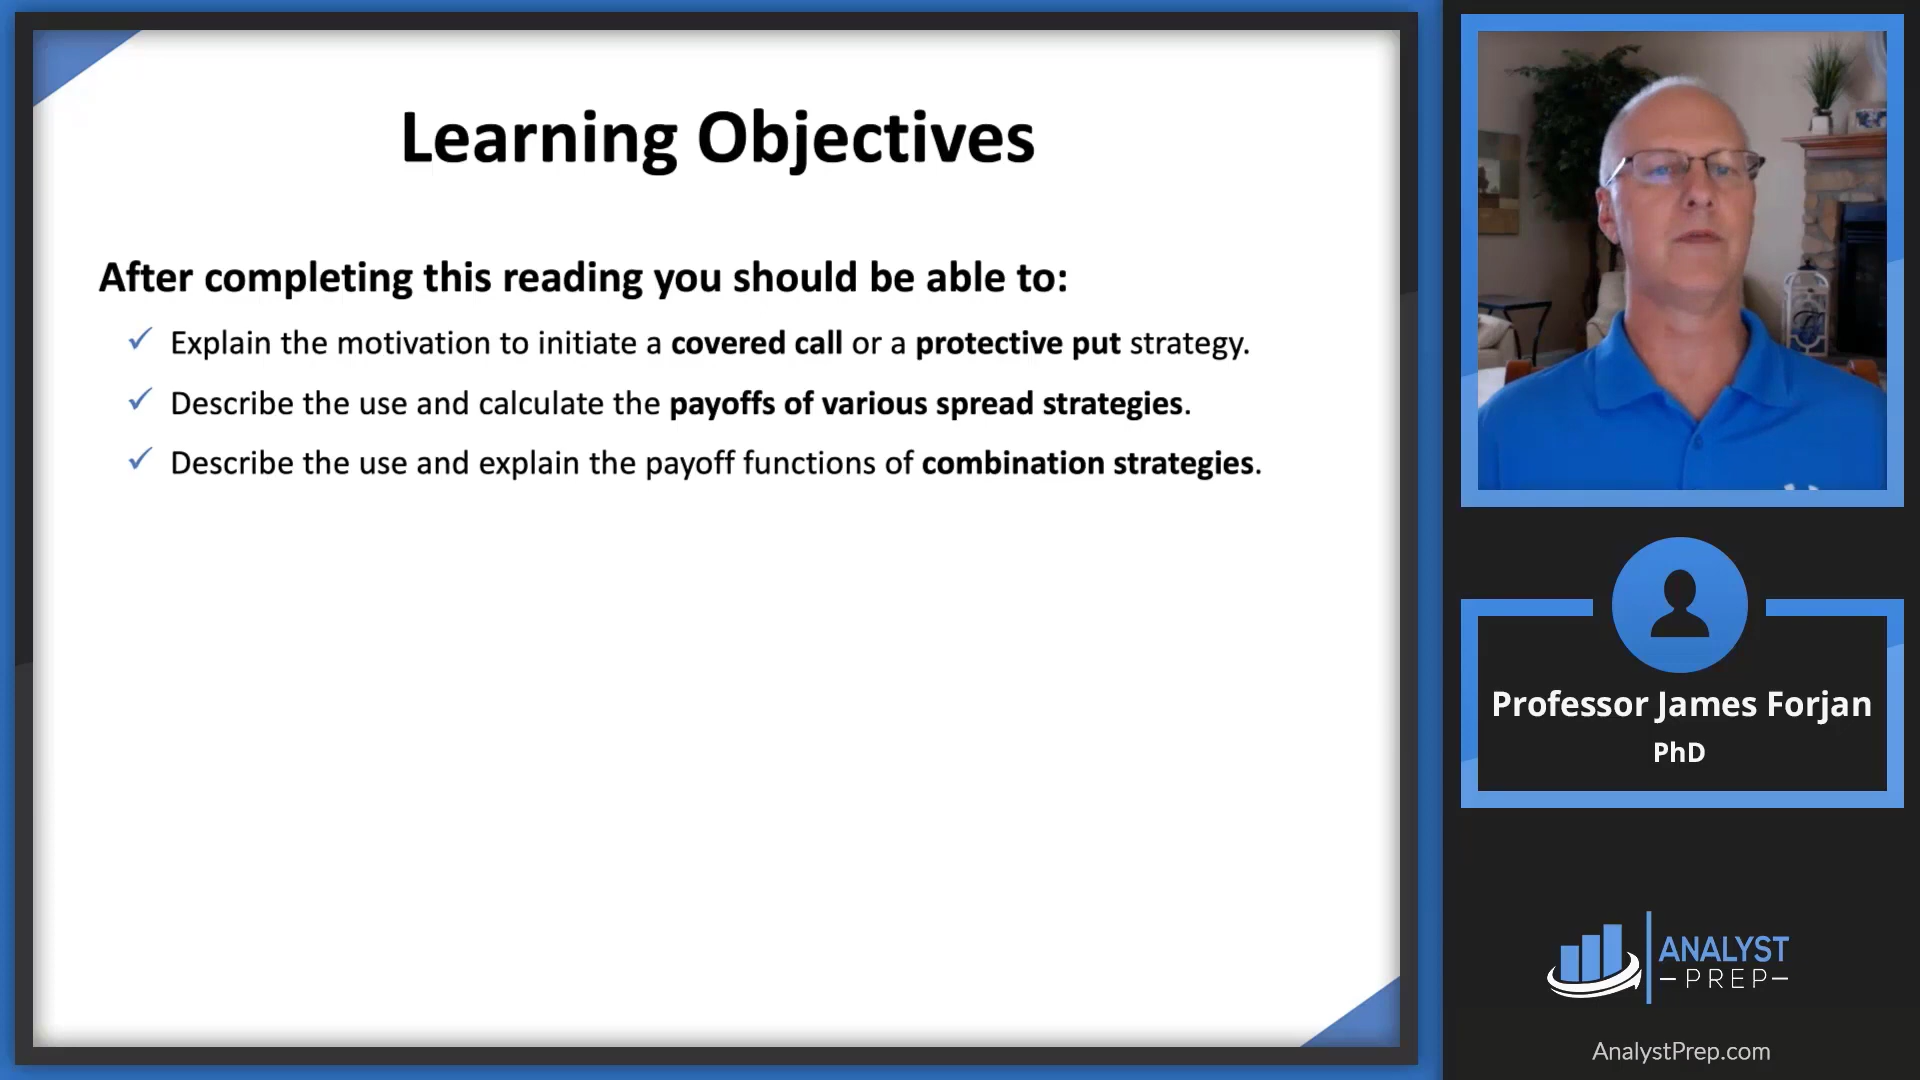 Learning Objectives
After completing this reading you should be able to:
Explain the motivation to initiate a covered call or a protective put strategy.
Describe the use and calculate the payoffs of various spread strategies.
Describe the use and explain the payoff functions of combination strategies.
Professor James Forjan
PhD
ANALYST
PREP
AnalystPrep.com